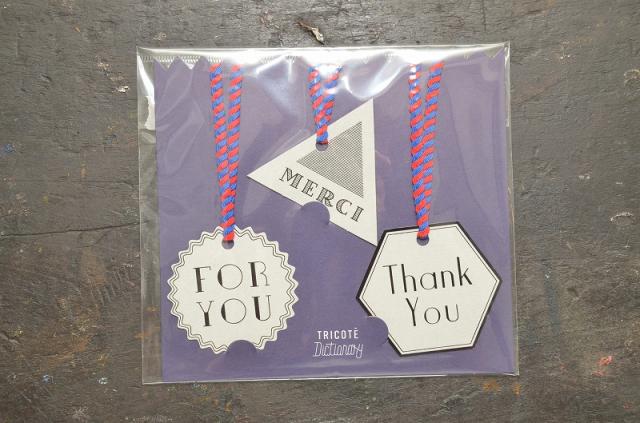 MERCI
FOR
YOU
Thank
You
TRICOTÉ
Dictionary